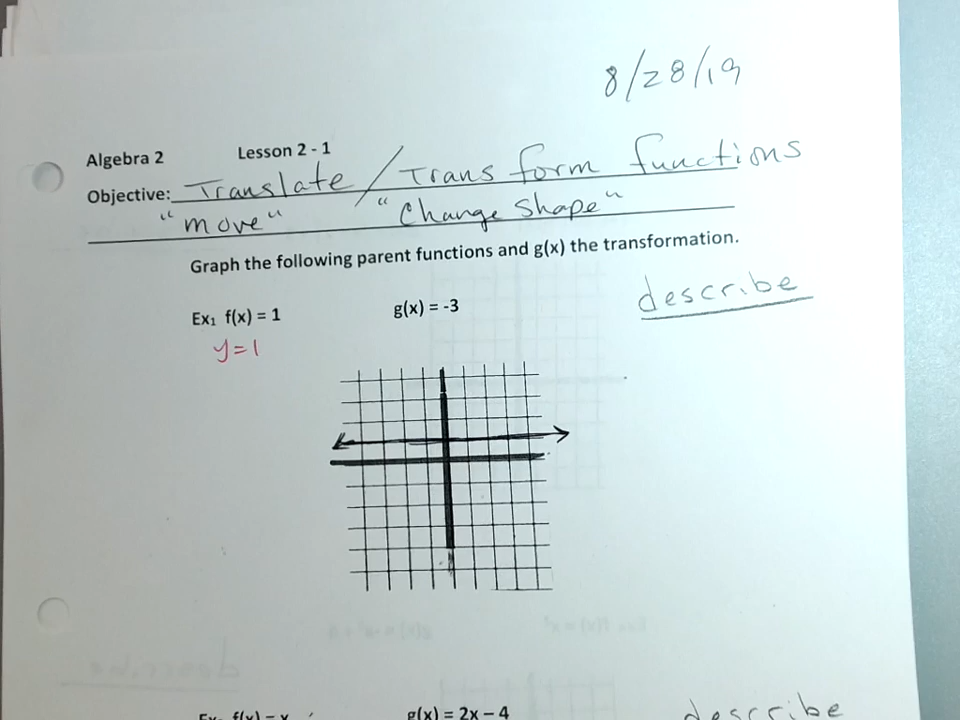 8/28/19
Algebra 2 Lesson 2 - 1
Objective: Translate / Transform functions
"move" "Change Shape"
Graph the following parent functions and g(x) the transformation.
describe
Ex₁ f(x) = 1 g(x) = -3
y=1
g(x) = 2x – 4
describe